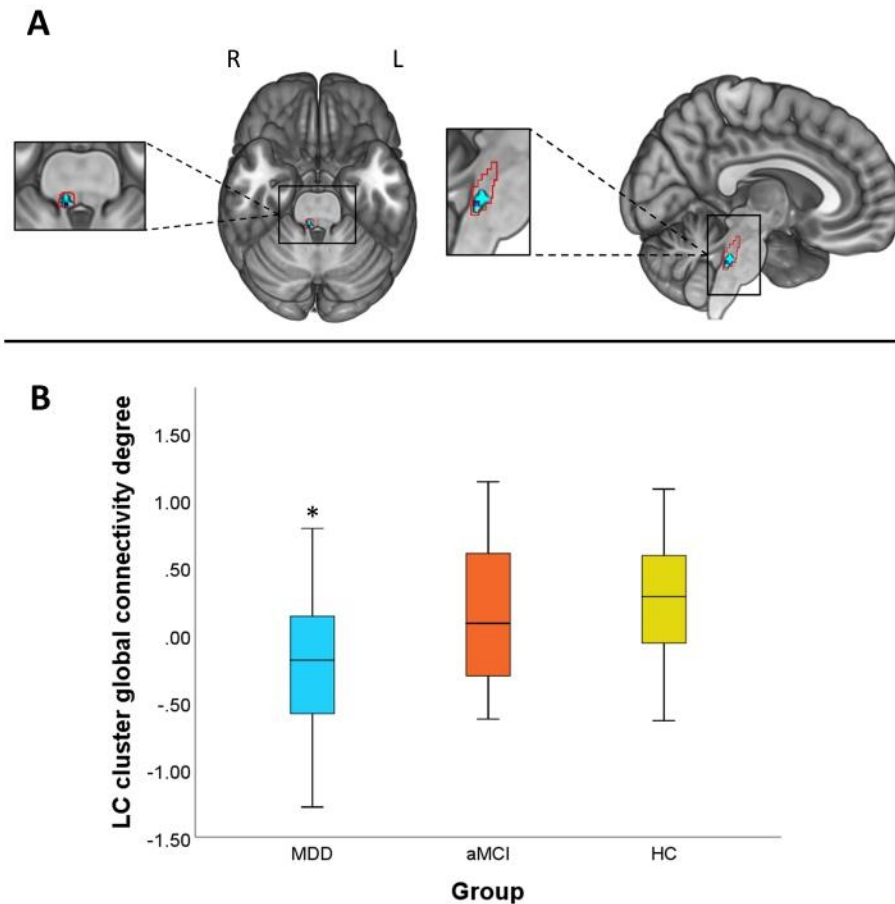 A
R L
B
LC cluster global connectivity degree
1.50
1.00
.50
.00
-.50
-1.00
-1.50
*
MDD aMCI HC
Group